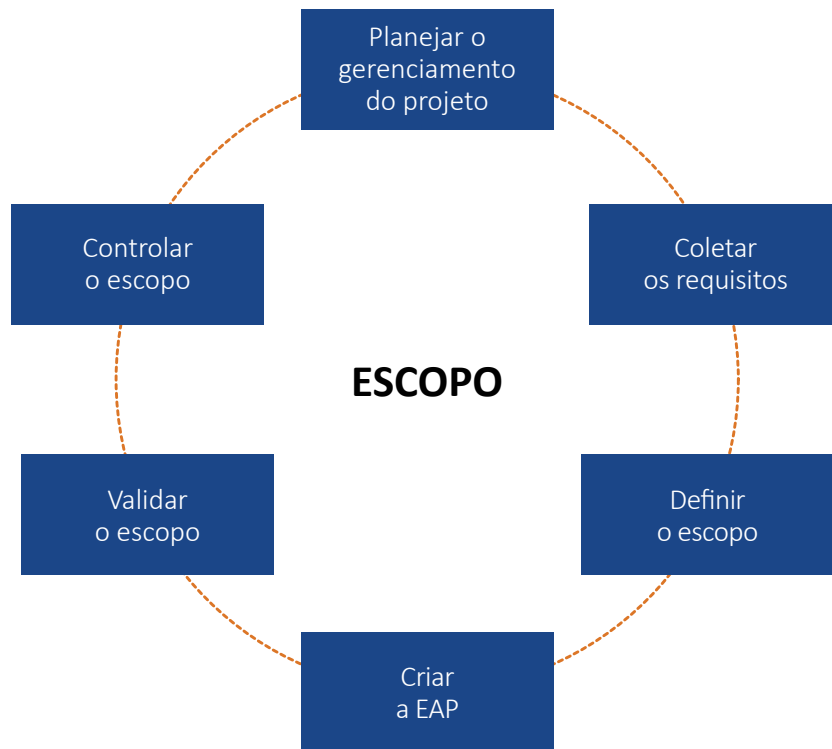 Planejar o
gerenciamento
do projeto
Controlar
o escopo
Coletar
os requisitos
ESCOPO
Validar
o escopo
Definir
o escopo
Criar
a EAP